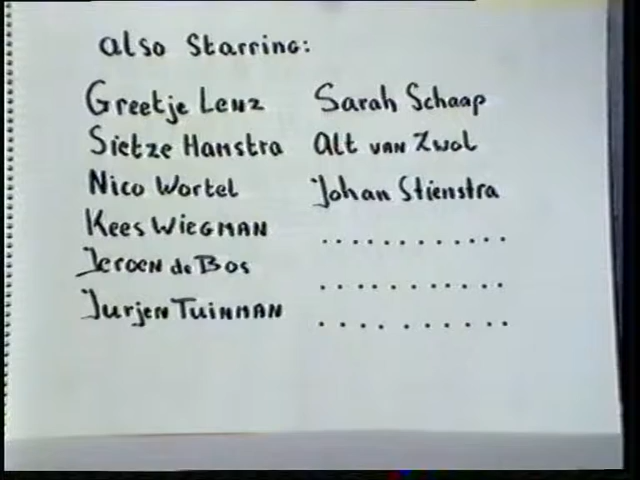 also Starring:
Greetje Lenz
Sietze Hanstra
Nico Wortel
Kees Wiegman
Jeroen de Bos
Jurjen Tuinman
Sarah Schaap
Alt van Zwol
Johan Stienstra
............
...........
..........